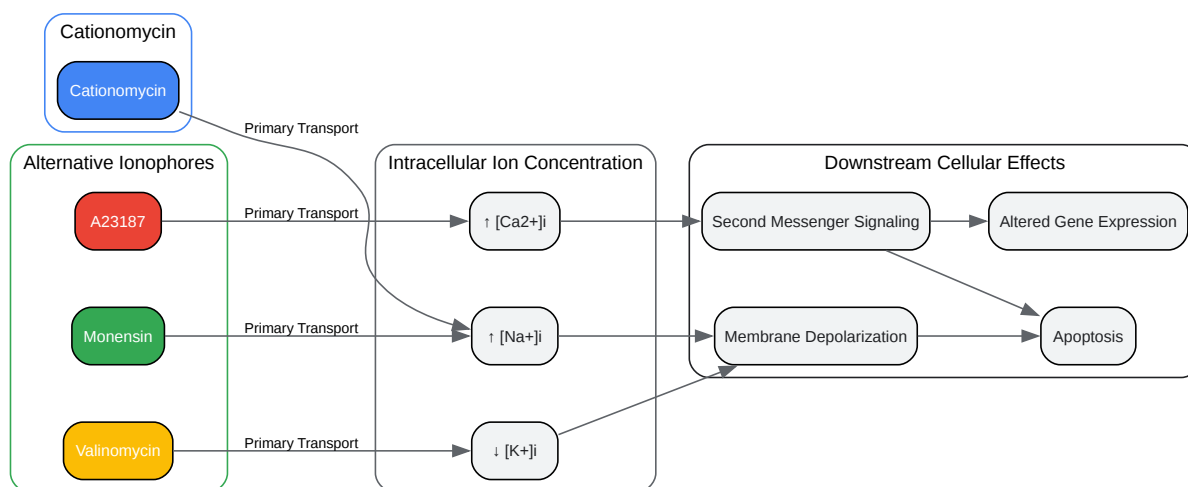 Cationomycin
Cationomycin
Primary Transport
Alternative Ionophores
Intracellular Ion Concentration
Downstream Cellular Effects
A23187
Primary Transport
↑ [Ca2+]i
Second Messenger Signaling
Altered Gene Expression
Monensin
Primary Transport
↑ [Na+]i
Membrane Depolarization
Apoptosis
Valinomycin
Primary Transport
↓ [K+]i